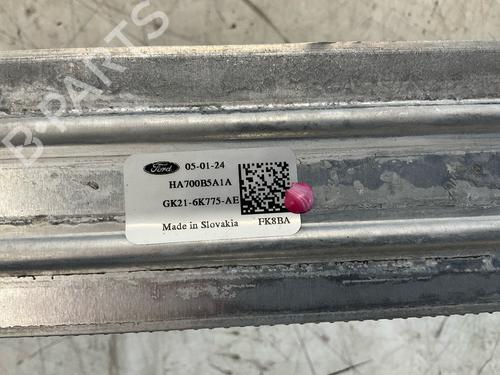 B-PARTS
Ford 05-01-24
HA700B5A1A
GK21-6K775-AE
Made in Slovakia FK8BA